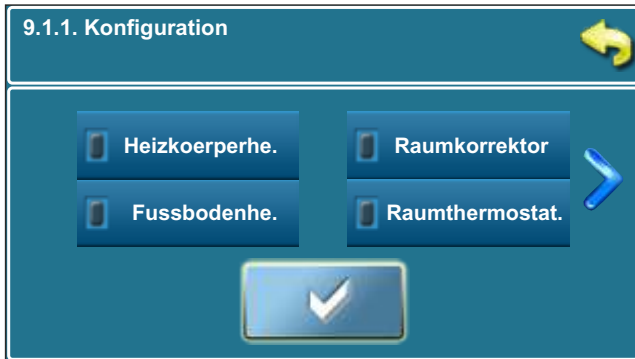 9.1.1. Konfiguration
Heizkoerperhe.
Raumkorrektor
Fussbodenhe.
Raumthermostat.